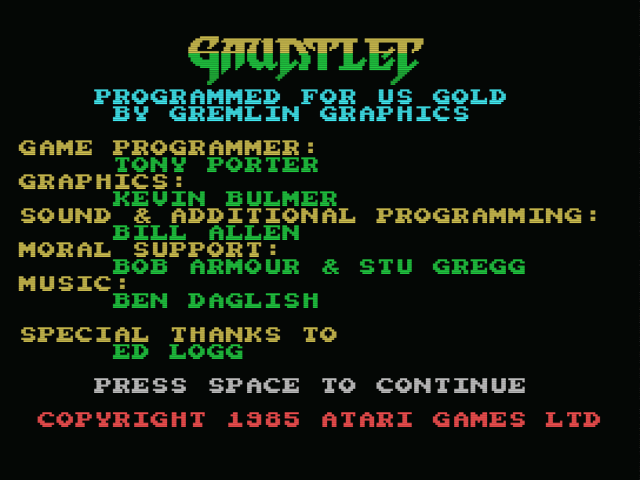 GAUNTLET
PROGRAMMED FOR US GOLD
BY GREMLIN GRAPHICS
GAME PROGRAMMER:
TONY PORTER
GRAPHICS:
KEVIN BULMER
SOUND & ADDITIONAL PROGRAMMING:
BILL ALLEN
MORAL SUPPORT:
BOB ARMOUR & STU GREGG
MUSIC:
BEN DAGLISH
SPECIAL THANKS TO
ED LOGG
PRESS SPACE TO CONTINUE
COPYRIGHT 1985 ATARI GAMES LTD